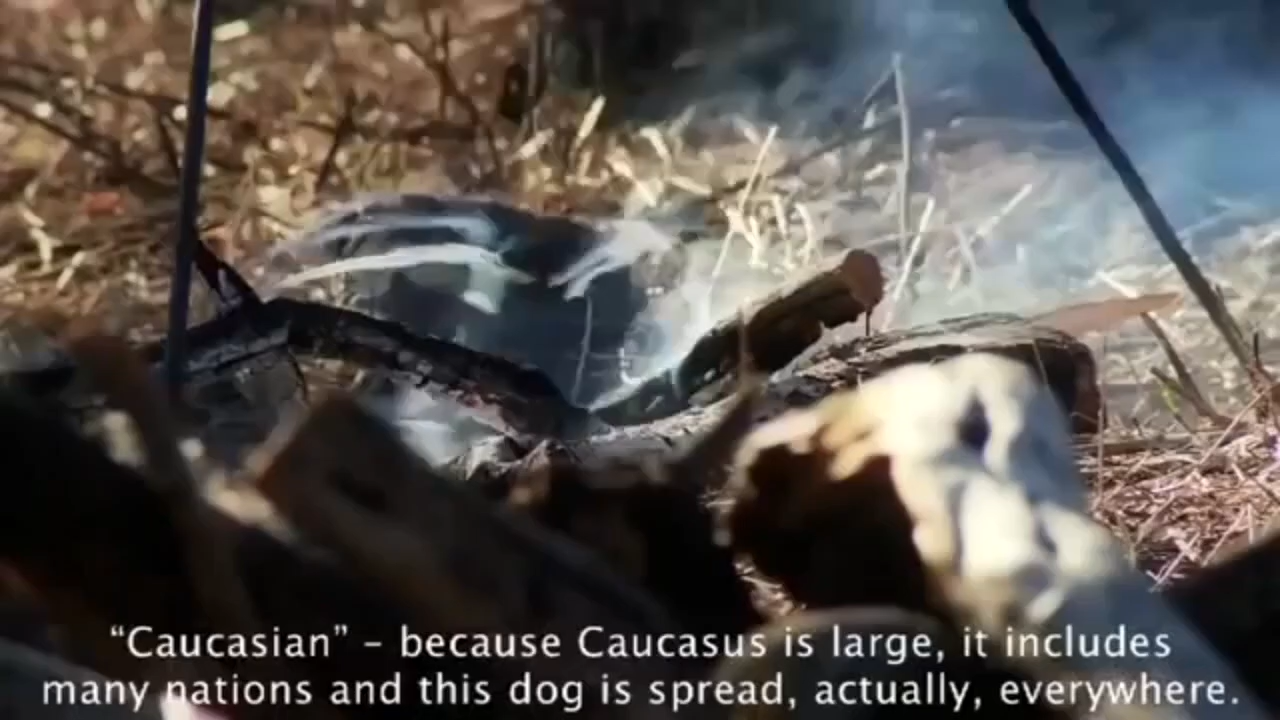 “Caucasian” – because Caucasus is large, it includes
many nations and this dog is spread, actually, everywhere.